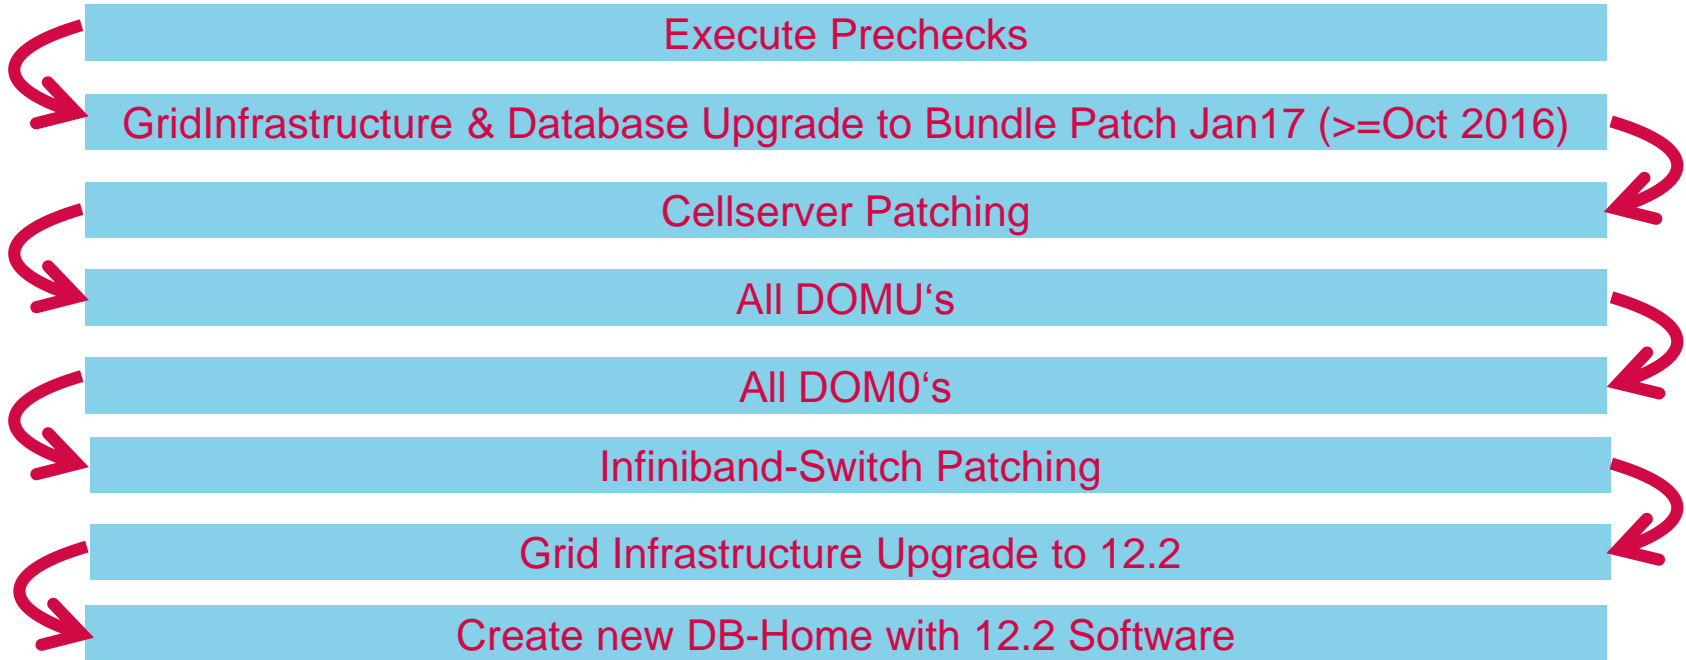 Execute Prechecks
GridInfrastructure & Database Upgrade to Bundle Patch Jan17 (>=Oct 2016)
Cellserver Patching
All DOMU‘s
All DOM0‘s
Infiniband-Switch Patching
Grid Infrastructure Upgrade to 12.2
Create new DB-Home with 12.2 Software